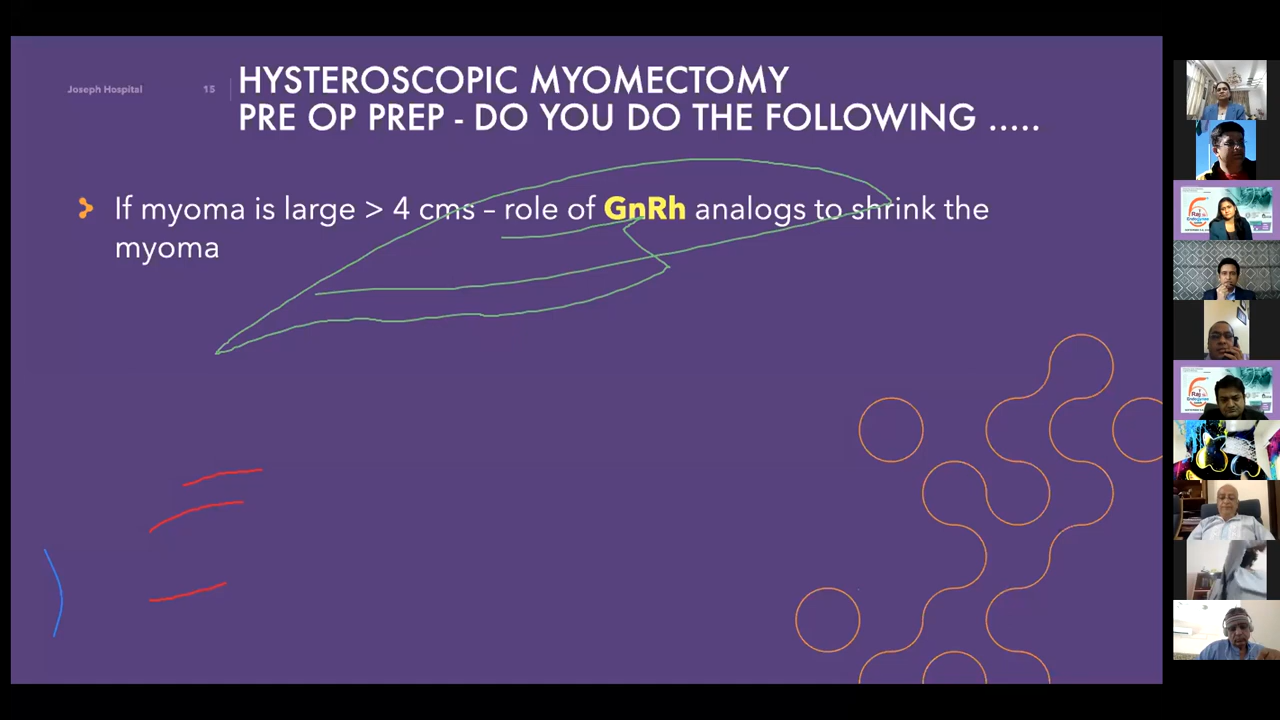 Joseph Hospital
15
HYSTEROSCOPIC MYOMECTOMY
PRE OP PREP - DO YOU DO THE FOLLOWING .....
If myoma is large > 4 cms – role of GnRh analogs to shrink the
myoma